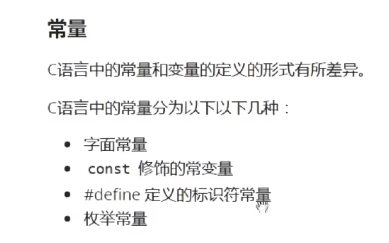 常量
C语言中的常量和变量的定义的形式有所差异。
C语言中的常量分为以下以下几种：
字面常量
const 修饰的常变量
#define 定义的标识符常量
枚举常量